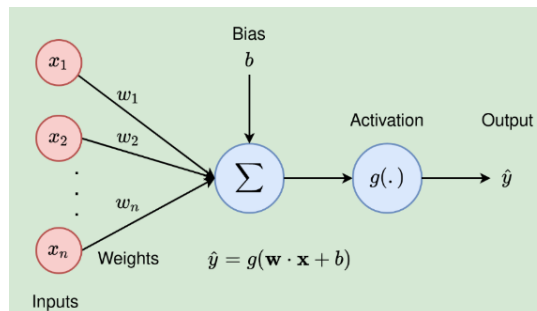 Bias
b
x₁
w₁
Activation
Output
x₂
w₂
∑
g(.)
ŷ
wₙ
xₙ
Weights
ŷ = g(𝐰 · 𝐱 + b)
Inputs